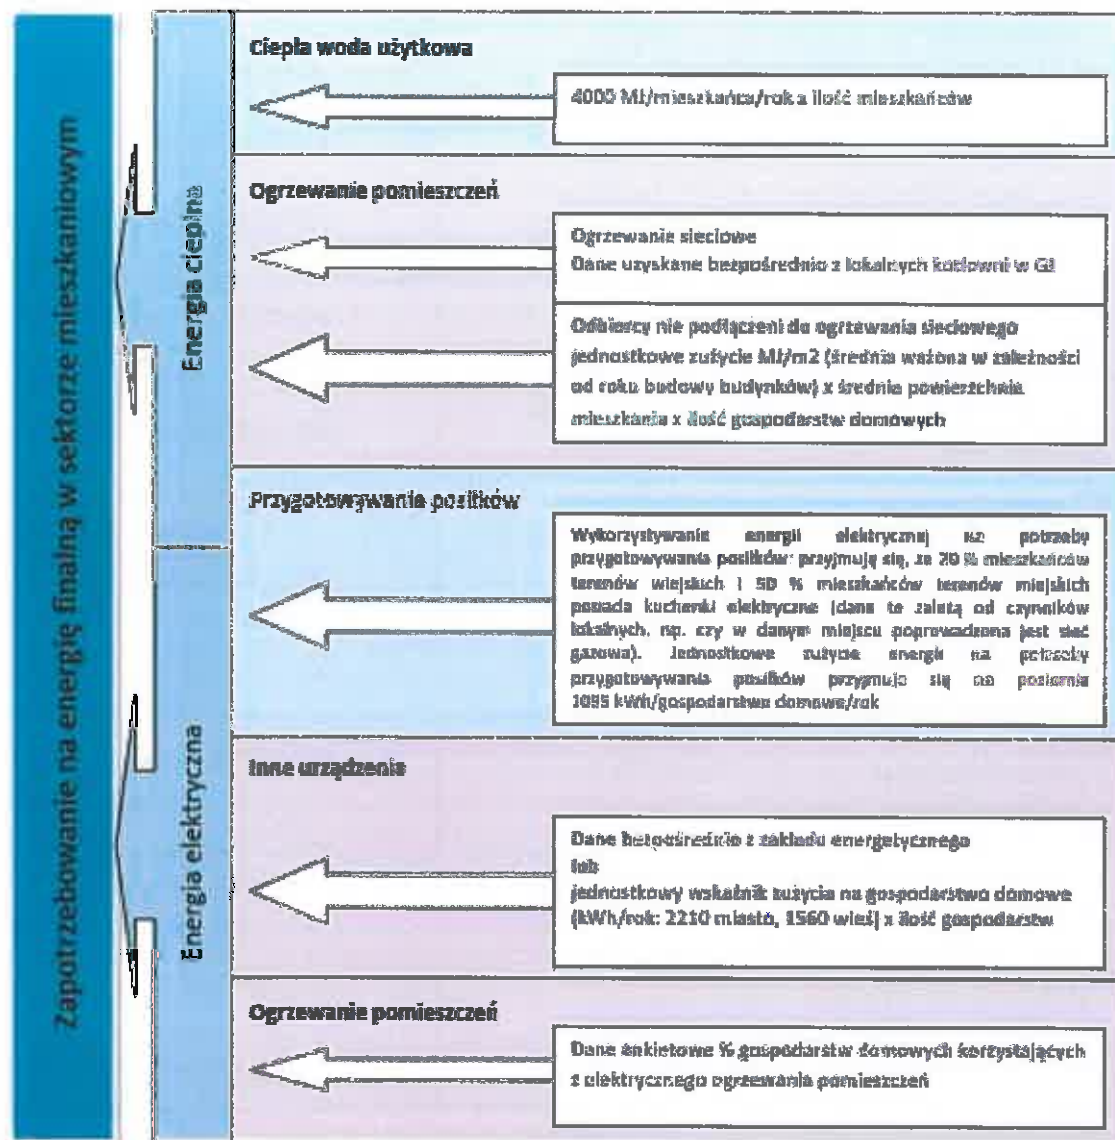 Zapotrzebowanie na energię finalną w sektorze mieszkaniowym
Energia cieplna
Ciepła woda użytkowa
4000 MJ/mieszkańca/rok x ilość mieszkańców
Ogrzewanie pomieszczeń
Ogrzewanie sieciowe
Dane uzyskane bezpośrednio z lokalnych kotłowni w GJ
Odbiorcy nie podłączeni do ogrzewania sieciowego
jednostkowe zużycie MJ/m2 (średnia ważona w zależności
od roku budowy budynków) x średnia powierzchnia
mieszkania x ilość gospodarstw domowych
Przygotowywanie posiłków
Wykorzystywanie energii elektrycznej na potrzeby
przygotowywania posiłków: przyjmuję się, że 20 % mieszkańców
terenów wiejskich i 50 % mieszkańców terenów miejskich
posiada kuchenki elektryczne (dane te zależą od czynników
lokalnych, np. czy w danym miejscu poprowadzona jest sieć
gazowa). Jednostkowe zużycie energii na potrzeby
przygotowywania posiłków przyjmuje się na poziomie
1095 kWh/gospodarstwo domowe/rok
Energia elektryczna
Inne urządzenia
Dane bezpośrednio z zakładu energetycznego
lub
jednostkowy wskaźnik zużycia na gospodarstwo domowe
(kWh/rok: 2210 miasto, 1560 wieś) x ilość gospodarstw
Ogrzewanie pomieszczeń
Dane ankietowe % gospodarstw domowych korzystających
z elektrycznego ogrzewania pomieszczeń